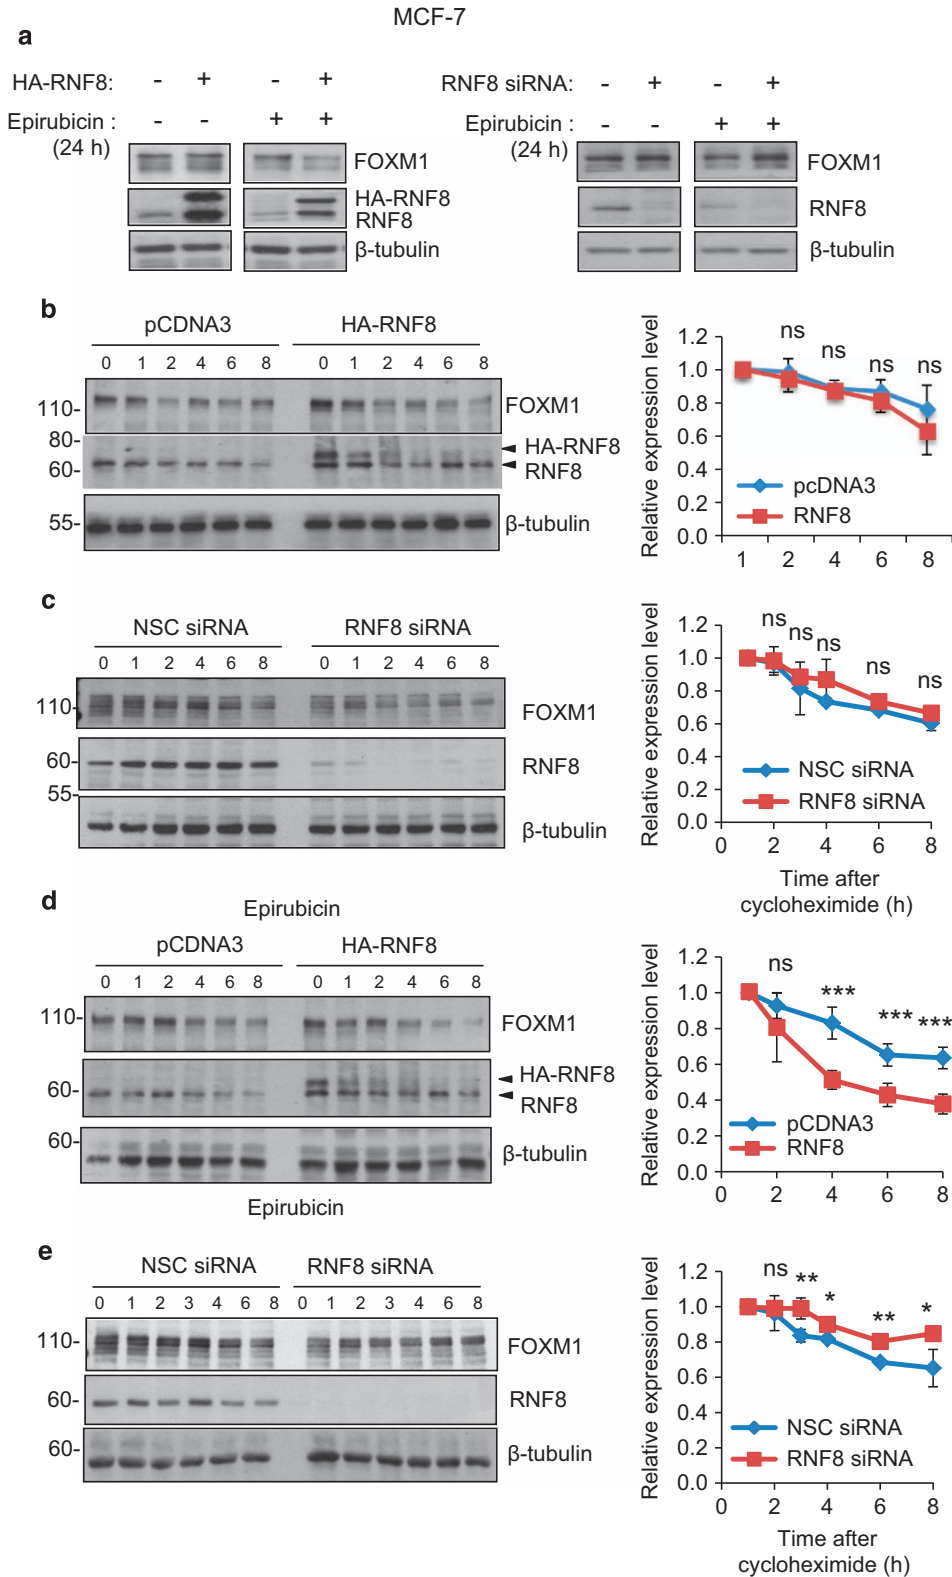 MCF-7
a
HA-RNF8: - + - +
Epirubicin : - - + +
(24 h)
FOXM1
HA-RNF8
RNF8
β-tubulin
RNF8 siRNA: - + - +
Epirubicin : - - + +
(24 h)
FOXM1
RNF8
β-tubulin
b
pCDNA3 HA-RNF8
0 1 2 4 6 8 0 1 2 4 6 8
110- FOXM1
80- HA-RNF8
60- RNF8
55- β-tubulin
Relative expression level
1.2
1.0
0.8
0.6
0.4
0.2
0.0
ns ns ns ns
pcDNA3
RNF8
1 2 4 6 8
c
NSC siRNA RNF8 siRNA
0 1 2 4 6 8 0 1 2 4 6 8
110- FOXM1
60- RNF8
55-
β-tubulin
Relative expression level
1.2
1.0
0.8
0.6
0.4
0.2
0.0
ns ns ns ns ns
NSC siRNA
RNF8 siRNA
0 2 4 6 8
Time after
cycloheximide (h)
d
Epirubicin
pCDNA3 HA-RNF8
0 1 2 4 6 8 0 1 2 4 6 8
110- FOXM1
HA-RNF8
60- RNF8
60- β-tubulin
Relative expression level
1.2
1.0
0.8
0.6
0.4
0.2
0.0
ns *** *** ***
pCDNA3
RNF8
0 2 4 6 8
Epirubicin
e
NSC siRNA RNF8 siRNA
0 1 2 3 4 6 8 0 1 2 3 4 6 8
110- FOXM1
60- RNF8
60- β-tubulin
Relative expression level
1.2
1.0
0.8
0.6
0.4
0.2
0.0
ns ** * ** *
NSC siRNA
RNF8 siRNA
0 2 4 6 8
Time after
cycloheximide (h)